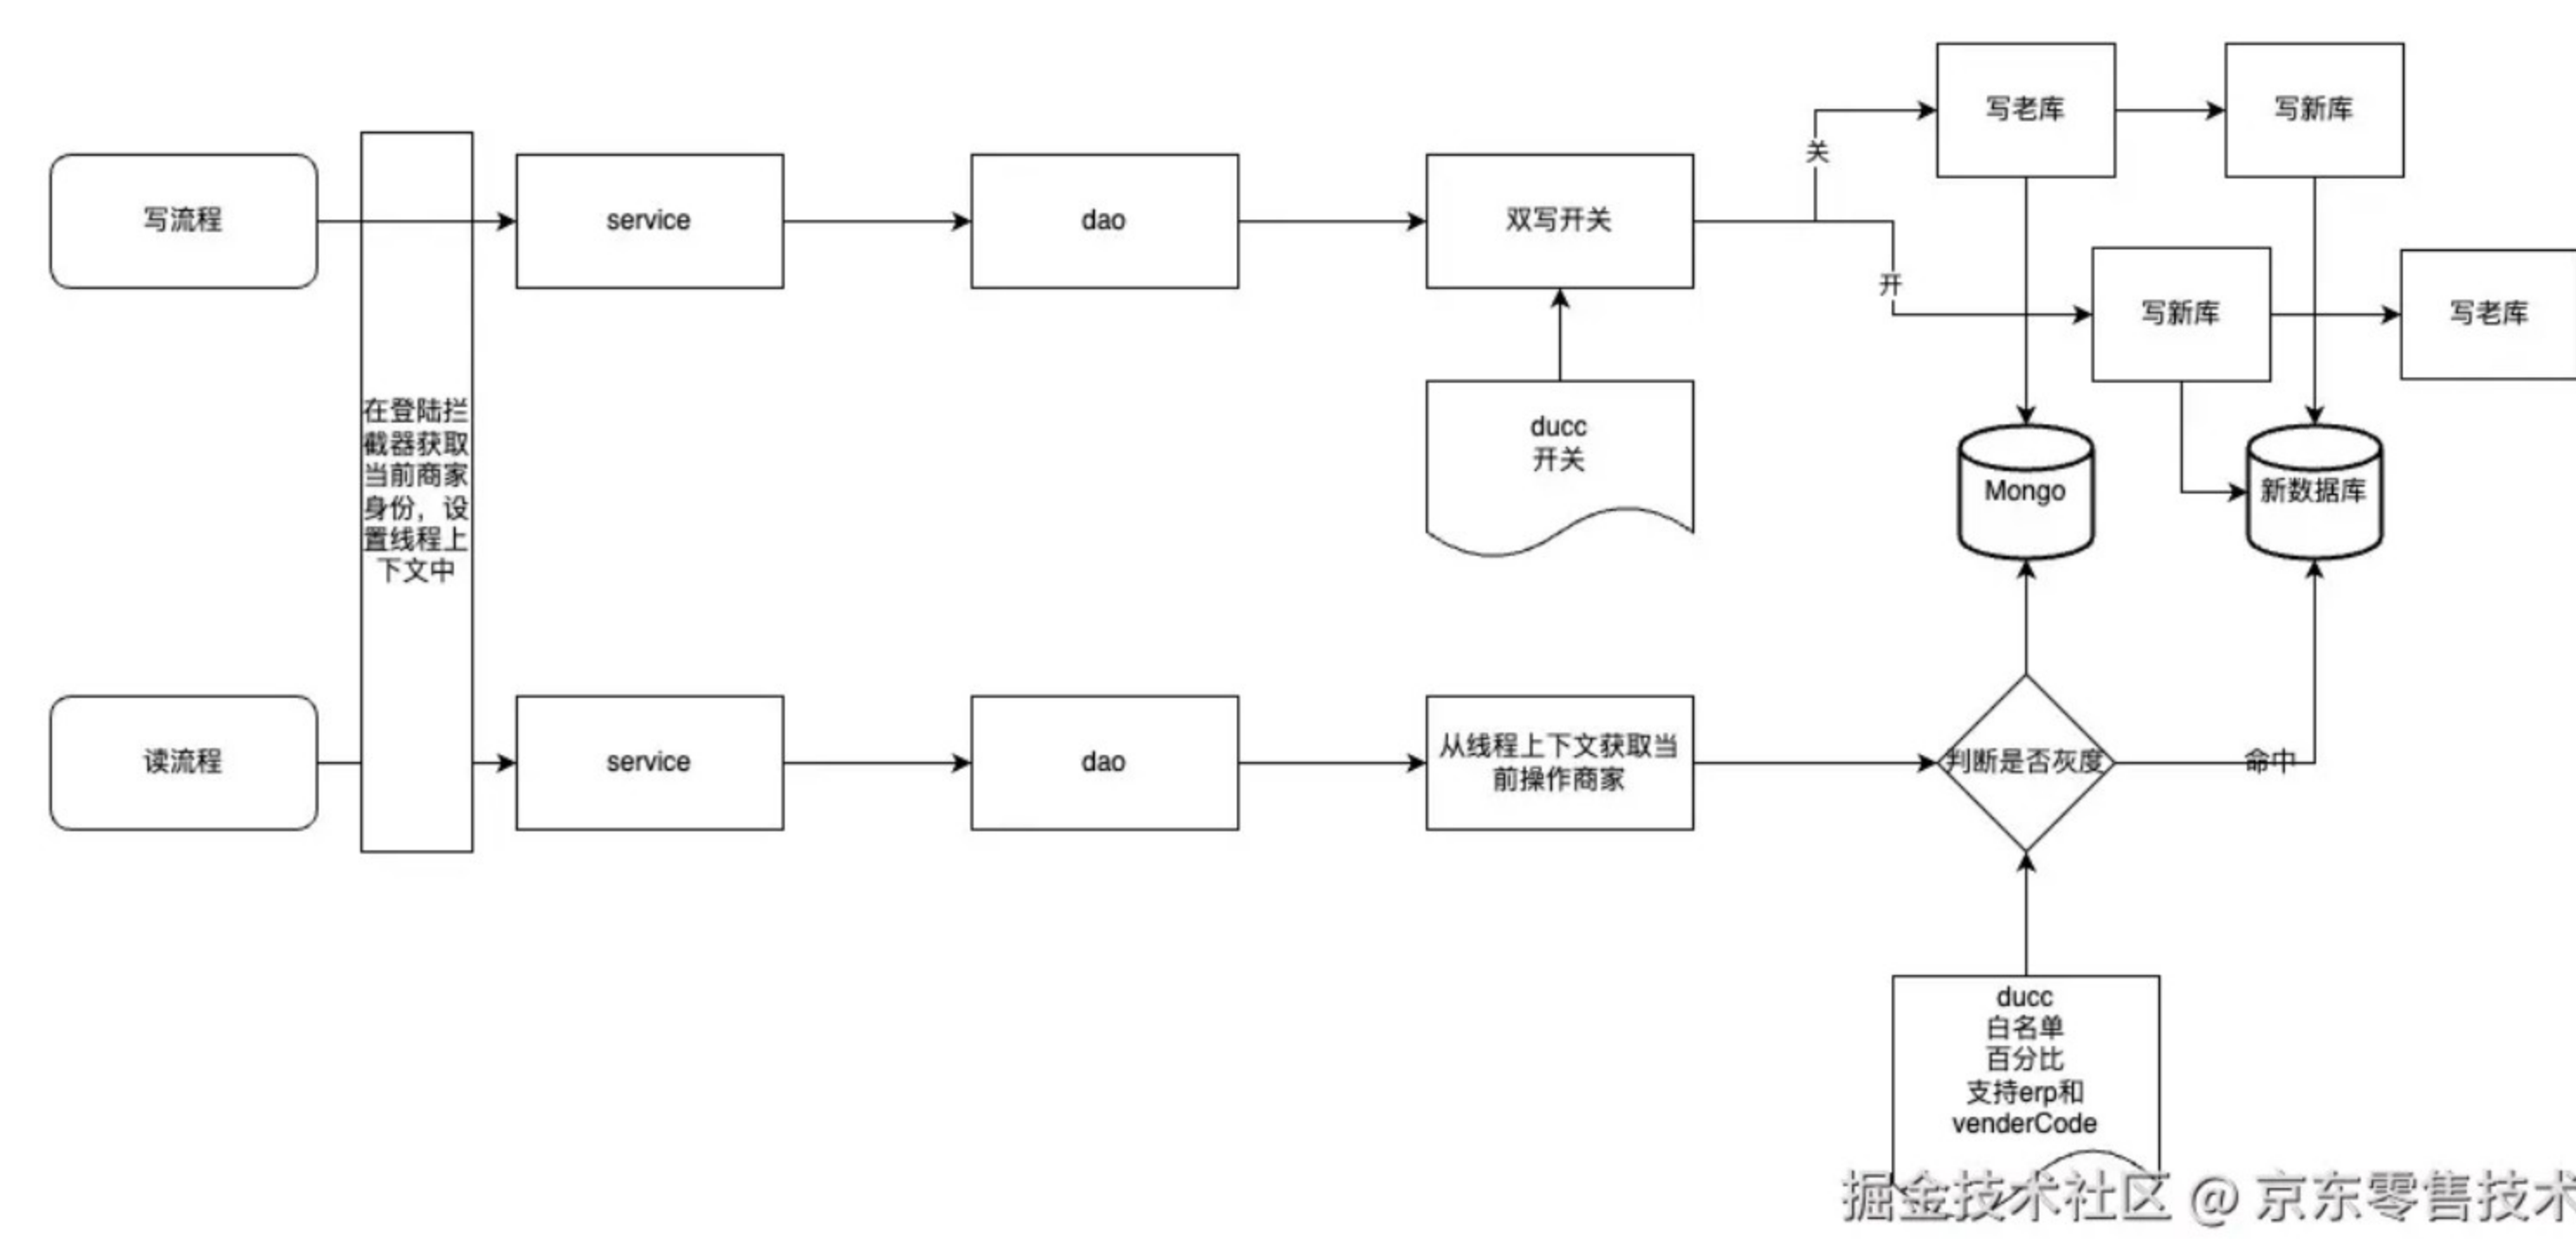 写老库
写新库
关
写流程
service
dao
双写开关
开
写新库
写老库
在登陆拦
截器获取
当前商家
身份，设
置线程上
下文中
ducc
开关
Mongo
新数据库
读流程
service
dao
从线程上下文获取当
前操作商家
判断是否灰度
命中
ducc
白名单
百分比
支持erp和
venderCode
掘金技术社区 @ 京东零售技术